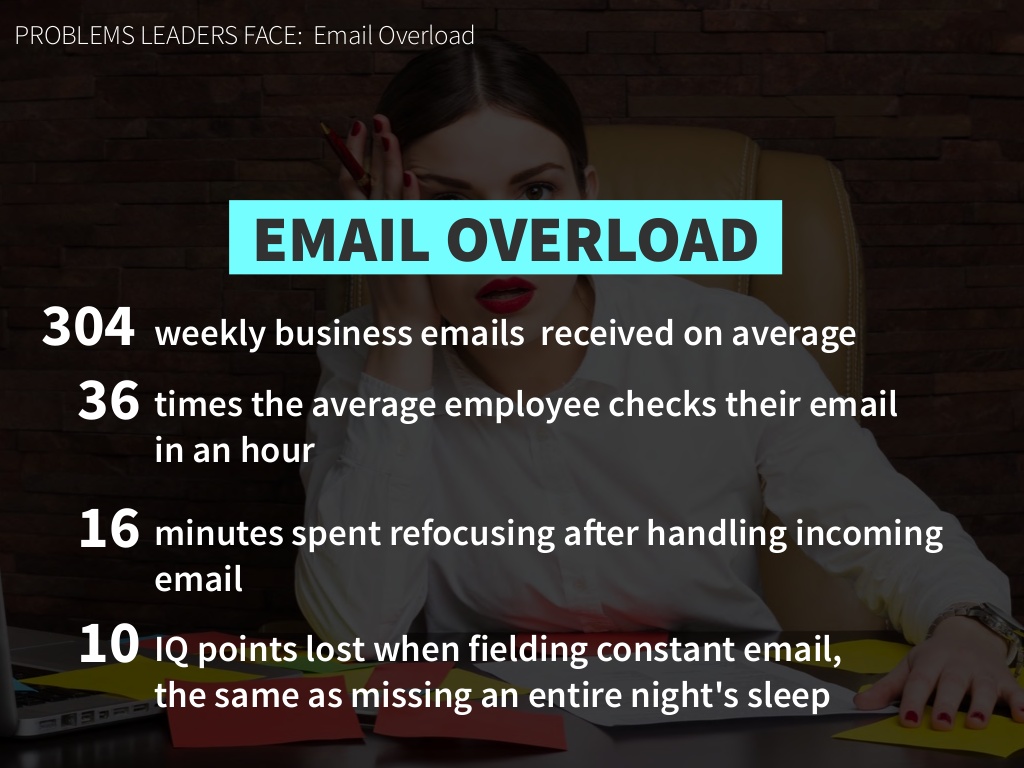 PROBLEMS LEADERS FACE:  Email Overload
EMAIL OVERLOAD
304 weekly business emails  received on average
36 times the average employee checks their email
in an hour
16 minutes spent refocusing after handling incoming
email
10 IQ points lost when fielding constant email,
the same as missing an entire night's sleep